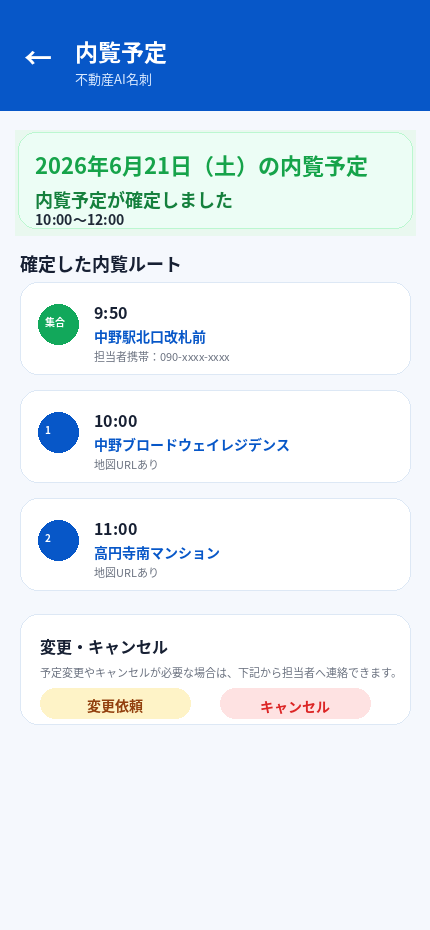 ←
内覧予定
不動産AI名刺
2026年6月21日（土）の内覧予定
内覧予定が確定しました
10:00〜12:00
確定した内覧ルート
集合
9:50
中野駅北口改札前
担当者携帯：090-xxxx-xxxx
1
10:00
中野ブロードウェイレジデンス
地図URLあり
2
11:00
高円寺南マンション
地図URLあり
変更・キャンセル
予定変更やキャンセルが必要な場合は、下記から担当者へ連絡できます。
変更依頼
キャンセル